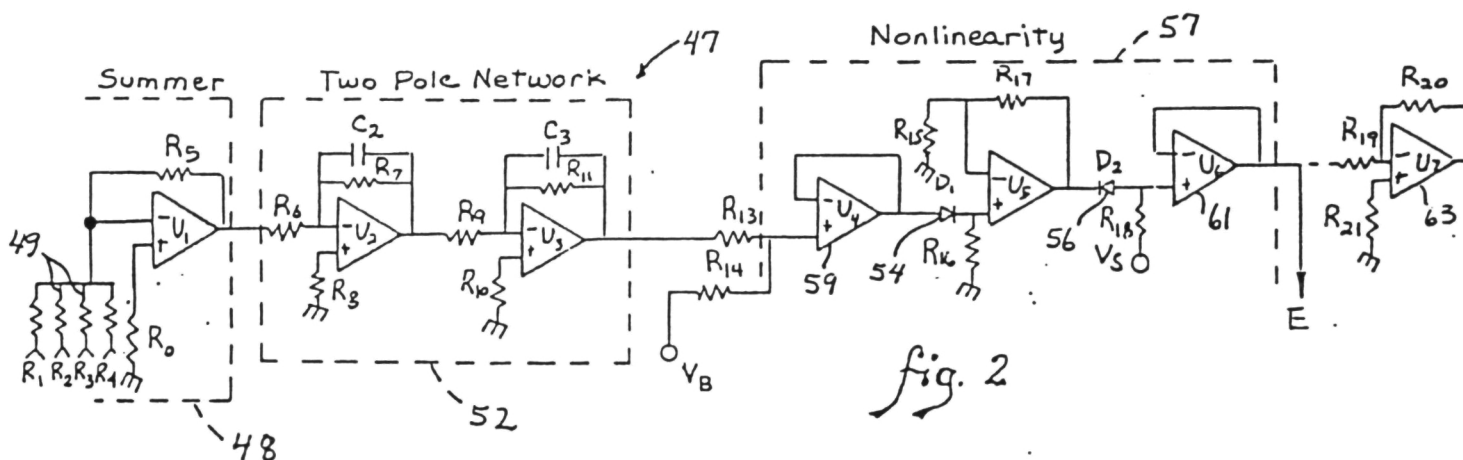 Summer
Two Pole Network
47
Nonlinearity
57
R5
C2
R7
C3
R11
R17
R15
R20
R19
D1
D2
U1
U2
U3
U4
U5
U6
U7
- +
- +
- +
- +
- +
- +
- +
R6
R9
R13
R14
R8
R10
R16
R18
R21
49
R0
R1 R2 R3 R4
59
54
56
VS
61
63
E
VB
48
52
fig. 2